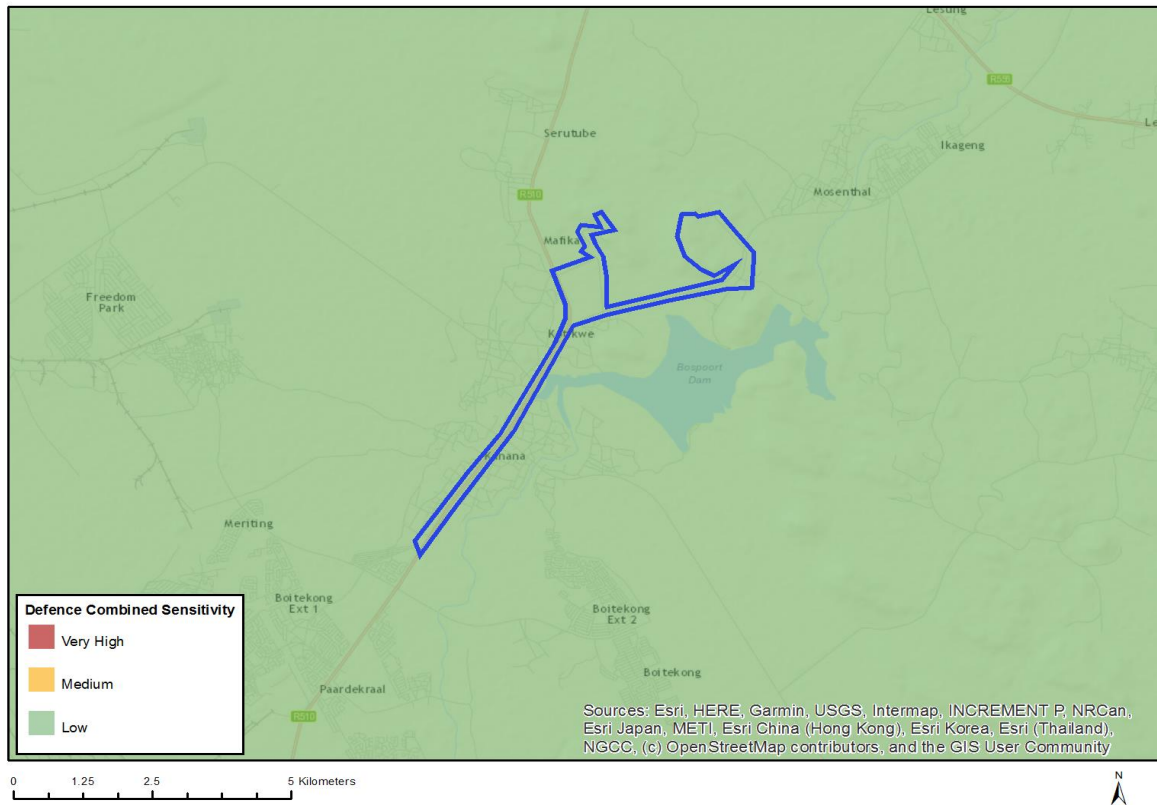 Lesung
R556
Le
Serutube
Ikageng
R510
Mosenthal
Mafika
Freedom
Park
Bospoort
Dam
Kanana
Meriting
Boitekong
Ext 1
Boitekong
Ext 2
Boitekong
Paardekraal
R510
Defence Combined Sensitivity
Very High
Medium
Low
Sources: Esri, HERE, Garmin, USGS, Intermap, INCREMENT P, NRCan,
Esri Japan, METI, Esri China (Hong Kong), Esri Korea, Esri (Thailand),
NGCC, (c) OpenStreetMap contributors, and the GIS User Community
0 1.25 2.5 5 Kilometers
N